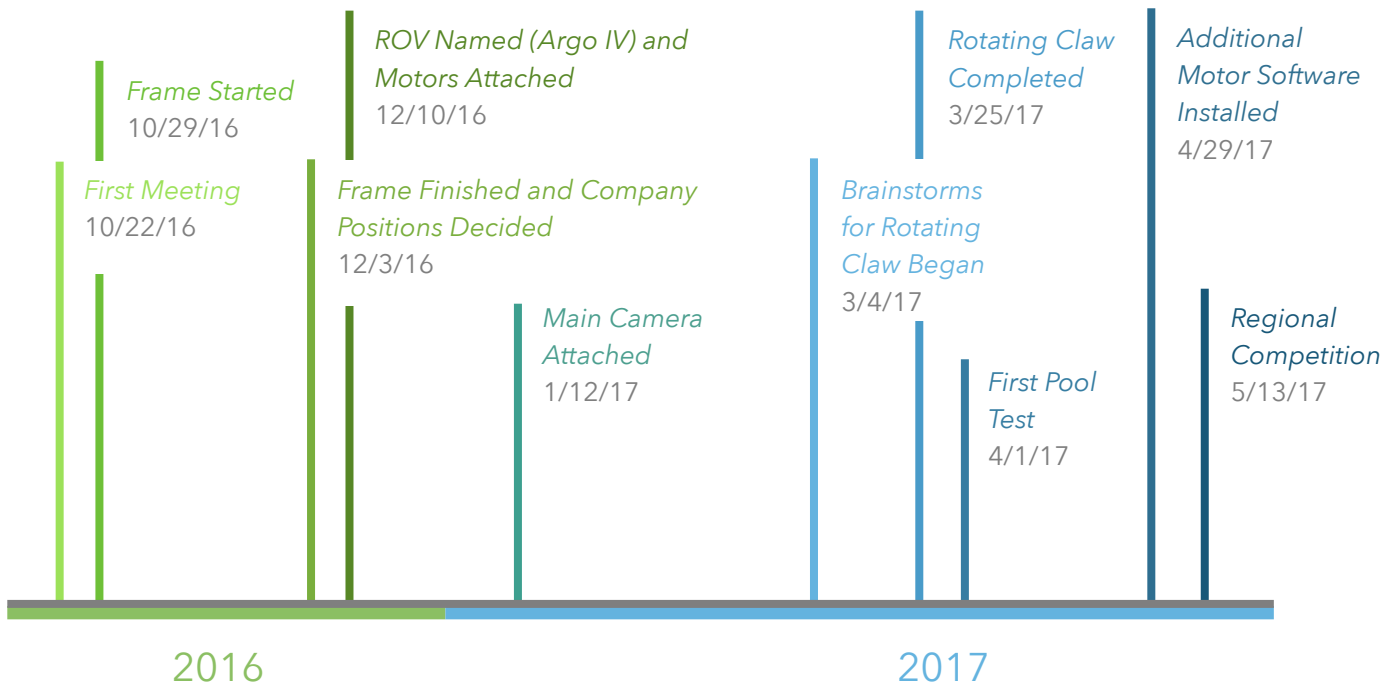 First Meeting
10/22/16
Frame Started
10/29/16
Frame Finished and Company
Positions Decided
12/3/16
ROV Named (Argo IV) and
Motors Attached
12/10/16
Main Camera
Attached
1/12/17
Brainstorms
for Rotating
Claw Began
3/4/17
Rotating Claw
Completed
3/25/17
First Pool
Test
4/1/17
Additional
Motor Software
Installed
4/29/17
Regional
Competition
5/13/17
2016
2017